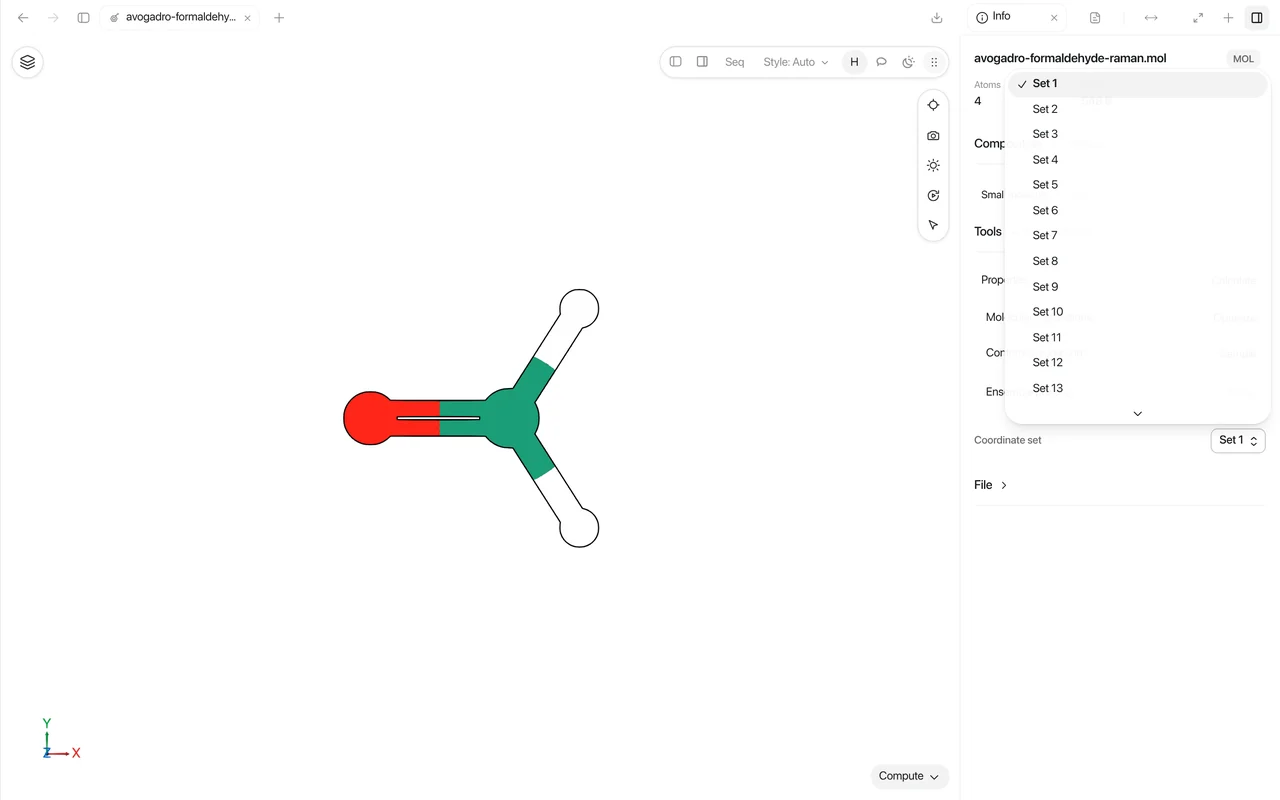 avogadro-formaldehy...
Info
Seq
Style: Auto
H
avogadro-formaldehyde-raman.mol
MOL
Atoms
4
Set 1
Set 2
Set 3
Set 4
Set 5
Set 6
Set 7
Set 8
Set 9
Set 10
Set 11
Set 12
Set 13
Comp
Smal
Tools
Prop
Mol
Con
Ens
Coordinate set
Set 1
File
Y
Z
X
Compute